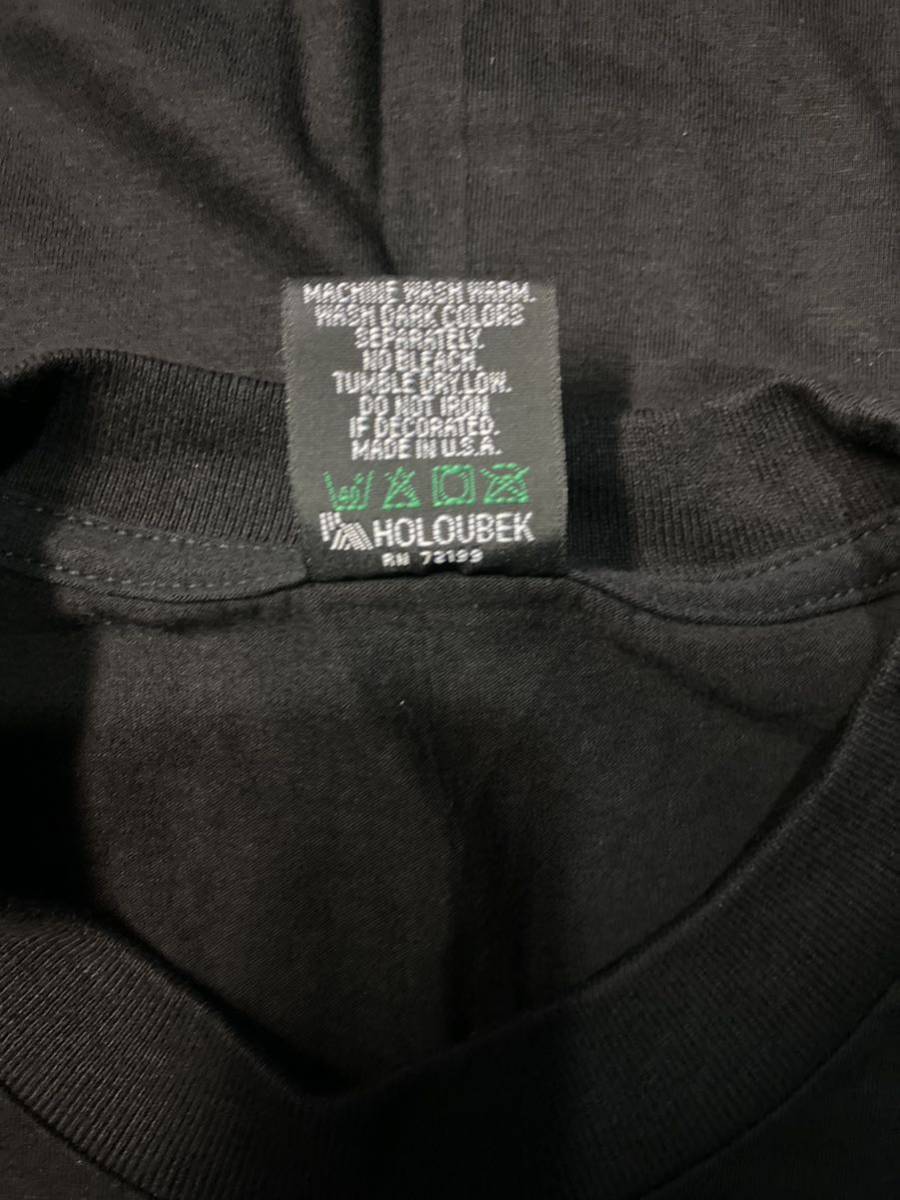 MACHINE WASH WARM.
WASH DARK COLORS
SEPARATELY.
NO BLEACH.
TUMBLE DRY LOW.
DO NOT IRON
IF DECORATED.
MADE IN U.S.A.
HOLOUBEK
RN 72199